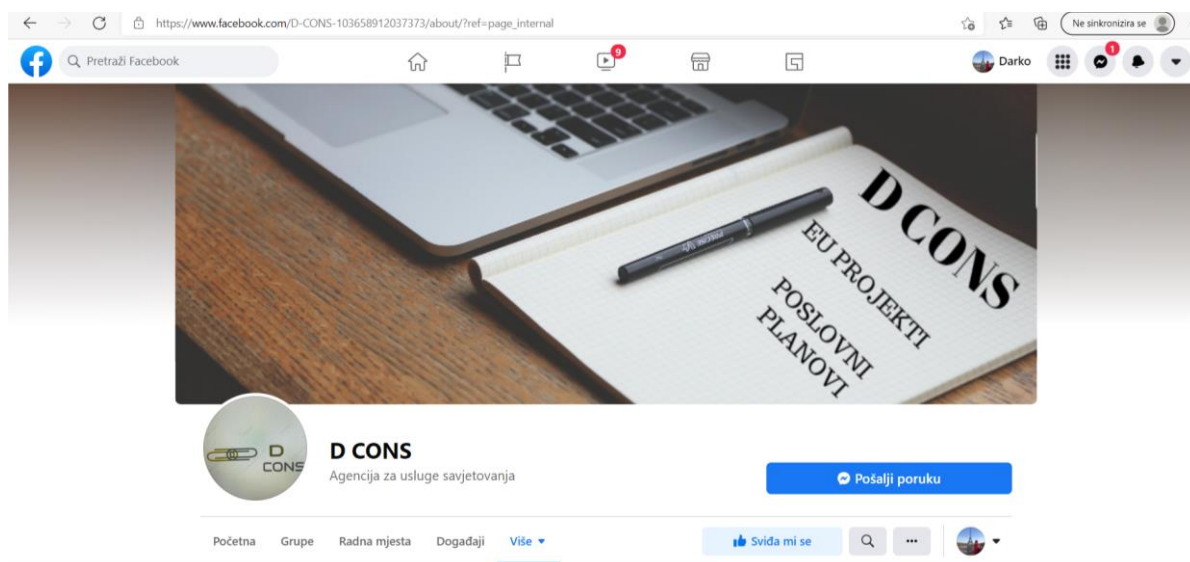 https://www.facebook.com/D-CONS-103658912037373/about/?ref=page_internal
Ne sinkronizira se
Pretraži Facebook
9
Darko
1
D CONS
EU PROJEKTI
POSLOVNI
PLANOVI
D
CONS
D CONS
Agencija za usluge savjetovanja
Pošalji poruku
Početna Grupe Radna mjesta Događaji Više
Sviđa mi se